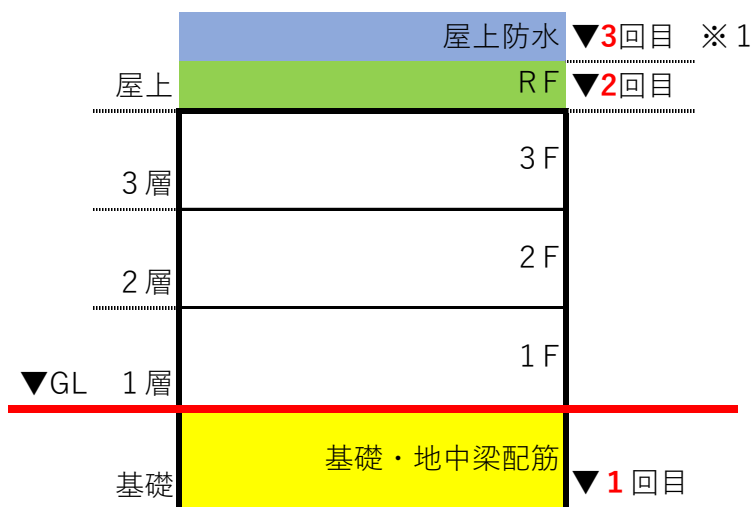 屋上防水 ▼3回目 ※1
屋上 RF ▼2回目
3F
3層
2F
2層
1F
▼GL 1層
基礎・地中梁配筋
基礎 ▼1回目